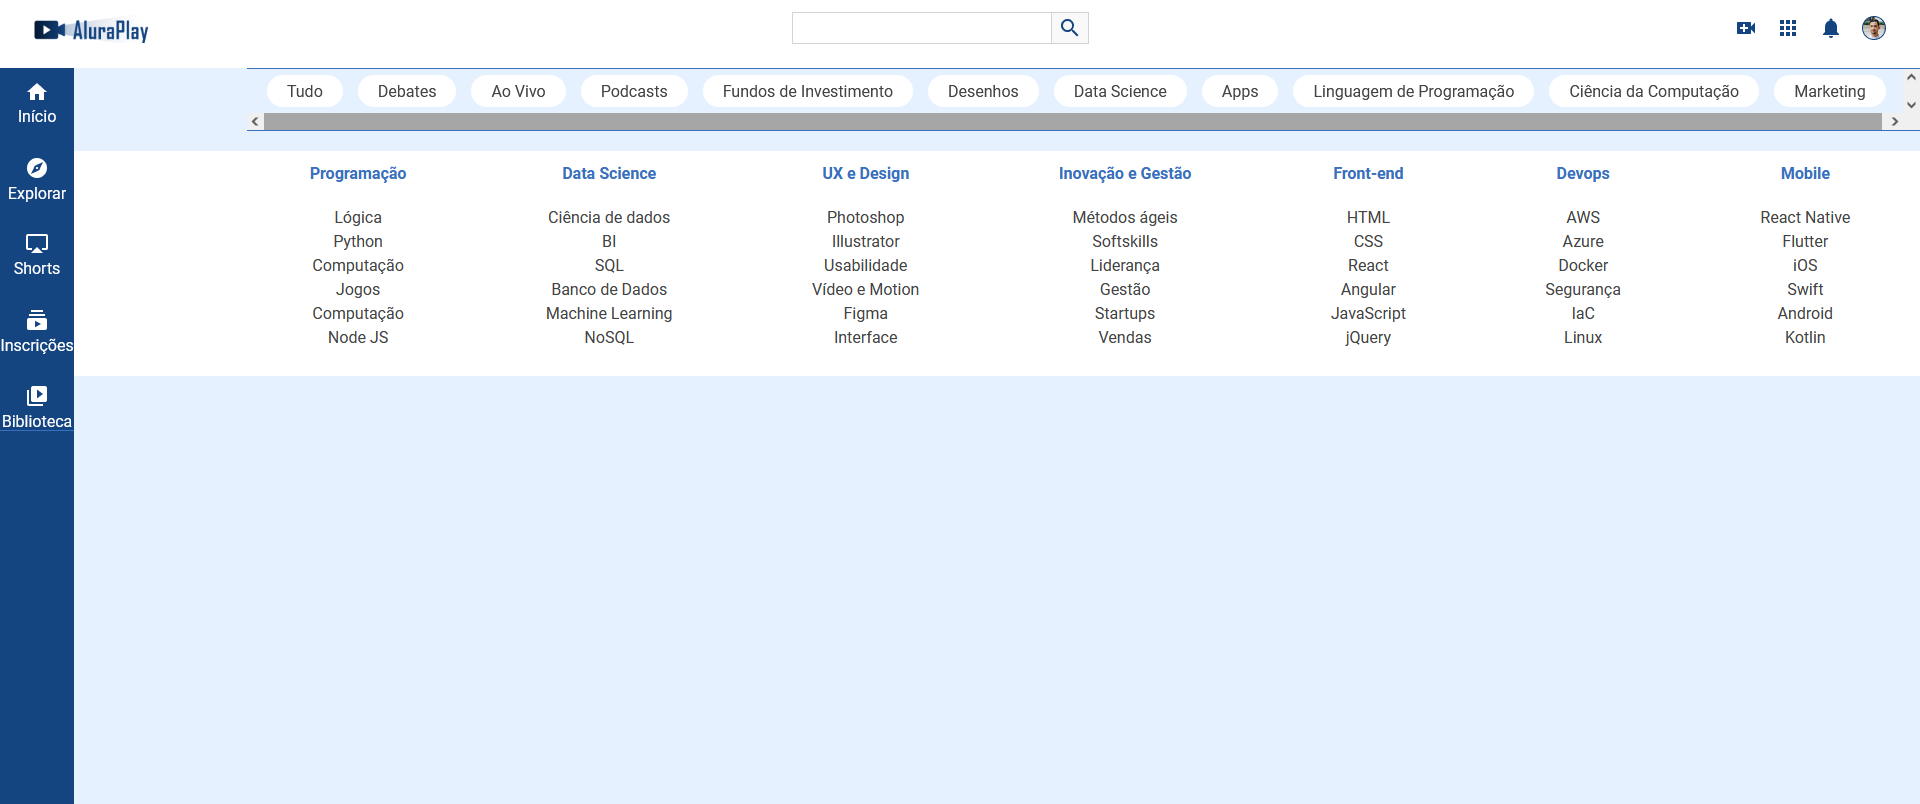 AluraPlay
Início
Explorar
Shorts
Inscrições
Biblioteca
Tudo Debates Ao Vivo Podcasts Fundos de Investimento Desenhos Data Science Apps Linguagem de Programação Ciência da Computação Marketing
Programação
Lógica
Python
Computação
Jogos
Computação
Node JS
Data Science
Ciência de dados
BI
SQL
Banco de Dados
Machine Learning
NoSQL
UX e Design
Photoshop
Illustrator
Usabilidade
Vídeo e Motion
Figma
Interface
Inovação e Gestão
Métodos ágeis
Softskills
Liderança
Gestão
Startups
Vendas
Front-end
HTML
CSS
React
Angular
JavaScript
jQuery
Devops
AWS
Azure
Docker
Segurança
IaC
Linux
Mobile
React Native
Flutter
iOS
Swift
Android
Kotlin